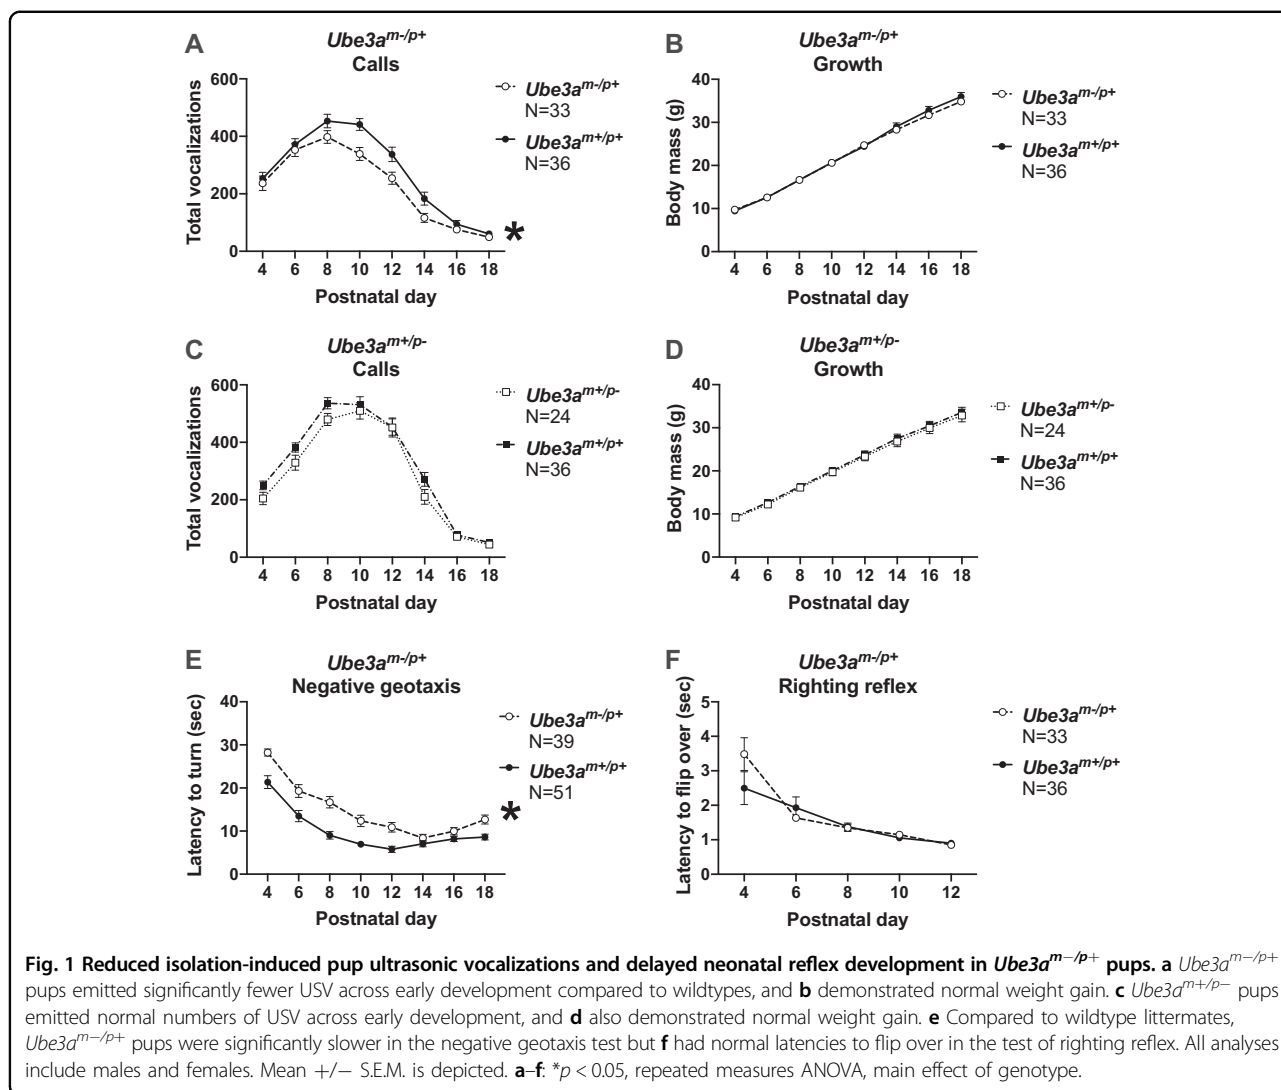 A
Ube3a^m-/p+
Calls
Total vocalizations
600
400
200
0
4 6 8 10 12 14 16 18
Postnatal day
Ube3a^m-/p+
N=33
Ube3a^m+/p+
N=36
*
B
Ube3a^m-/p+
Growth
Body mass (g)
40
30
20
10
0
4 6 8 10 12 14 16 18
Postnatal day
Ube3a^m-/p+
N=33
Ube3a^m+/p+
N=36
C
Ube3a^m+/p-
Calls
Total vocalizations
600
400
200
0
4 6 8 10 12 14 16 18
Postnatal day
Ube3a^m+/p-
N=24
Ube3a^m+/p+
N=36
D
Ube3a^m+/p-
Growth
Body mass (g)
40
30
20
10
0
4 6 8 10 12 14 16 18
Postnatal day
Ube3a^m+/p-
N=24
Ube3a^m+/p+
N=36
E
Ube3a^m-/p+
Negative geotaxis
Latency to turn (sec)
40
30
20
10
0
4 6 8 10 12 14 16 18
Postnatal day
Ube3a^m-/p+
N=39
Ube3a^m+/p+
N=51
*
F
Ube3a^m-/p+
Righting reflex
Latency to flip over (sec)
5
4
3
2
1
0
4 6 8 10 12
Postnatal day
Ube3a^m-/p+
N=33
Ube3a^m+/p+
N=36
Fig. 1 Reduced isolation-induced pup ultrasonic vocalizations and delayed neonatal reflex development in Ube3a^m−/p+ pups. a Ube3a^m−/p+
pups emitted significantly fewer USV across early development compared to wildtypes, and b demonstrated normal weight gain. c Ube3a^m+/p− pups
emitted normal numbers of USV across early development, and d also demonstrated normal weight gain. e Compared to wildtype littermates,
Ube3a^m−/p+ pups were significantly slower in the negative geotaxis test but f had normal latencies to flip over in the test of righting reflex. All analyses
include males and females. Mean +/− S.E.M. is depicted. a–f: *p < 0.05, repeated measures ANOVA, main effect of genotype.